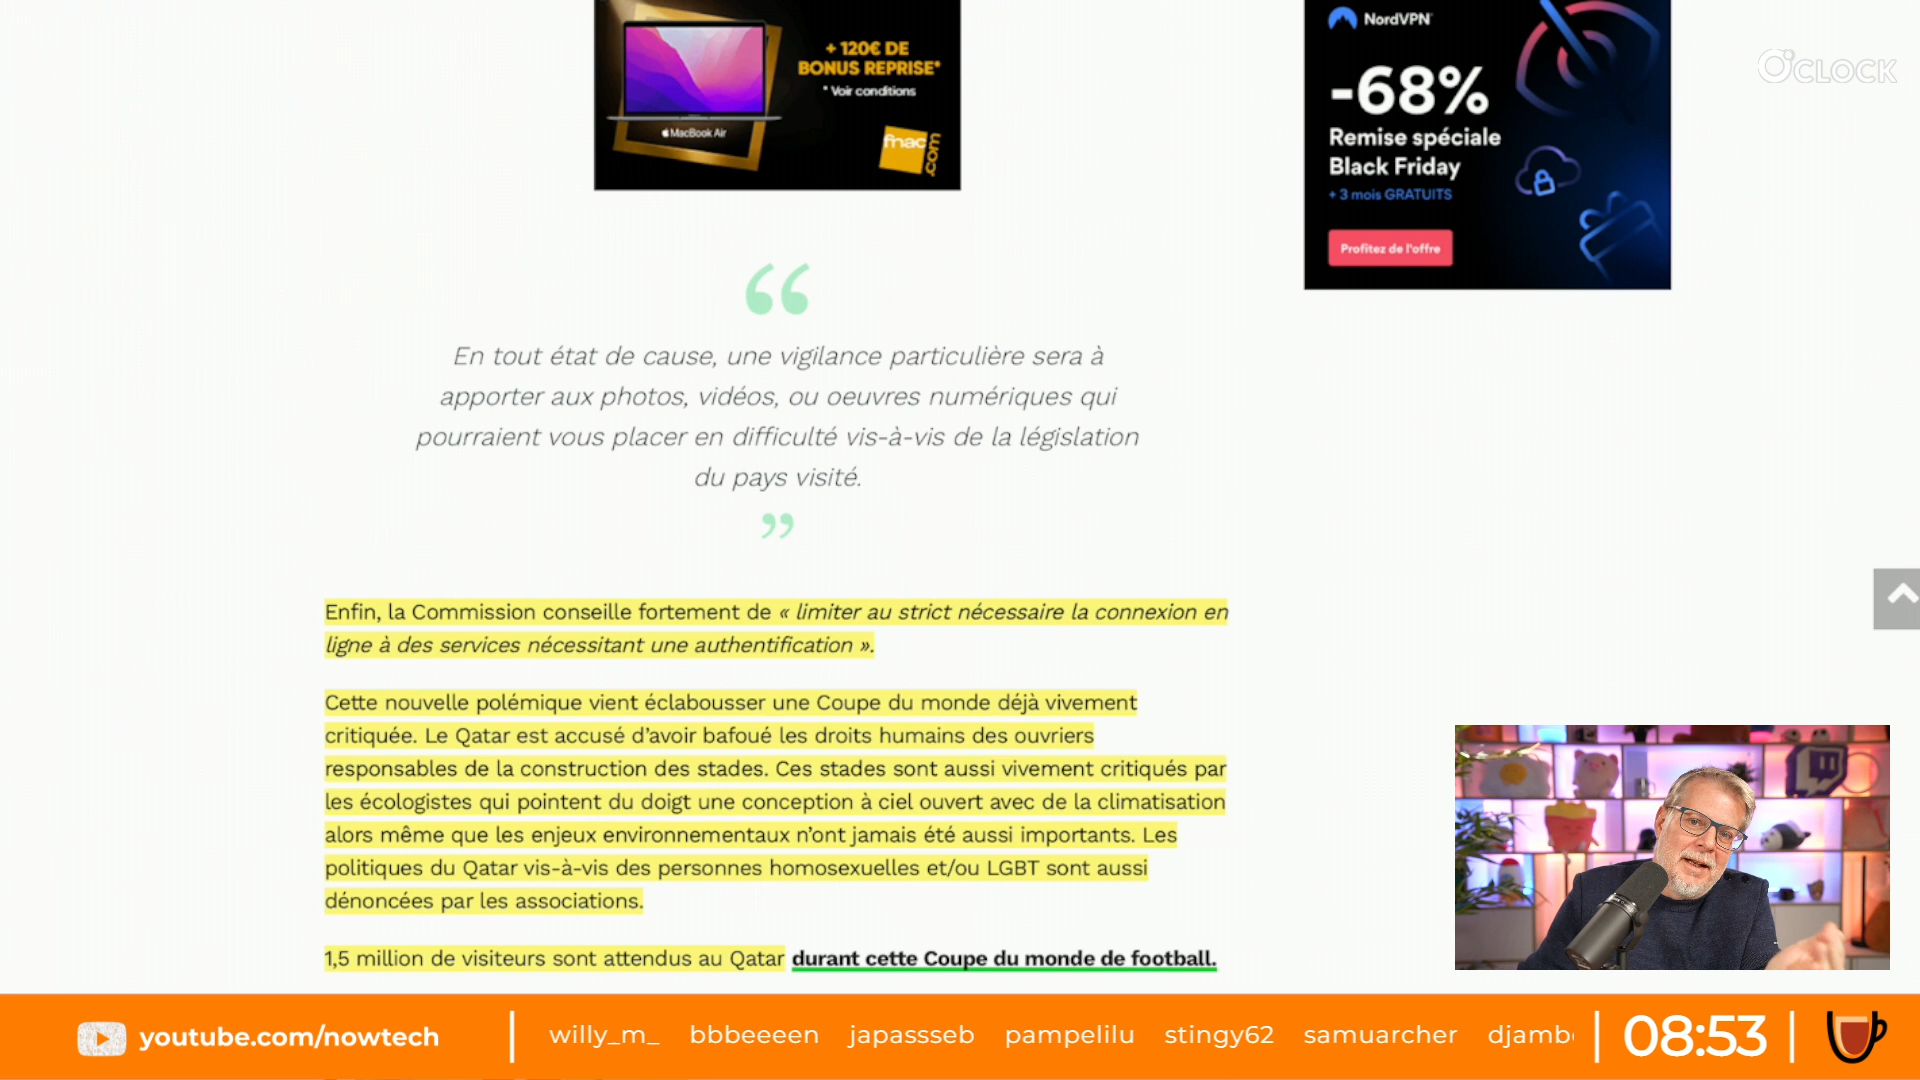 + 120€ DE
BONUS REPRISE*
* Voir conditions
MacBook Air
fnac
.com
NordVPN
-68%
Remise spéciale
Black Friday
+ 3 mois GRATUITS
Profitez de l'offre
O'CLOCK
“
En tout état de cause, une vigilance particulière sera à
apporter aux photos, vidéos, ou oeuvres numériques qui
pourraient vous placer en difficulté vis-à-vis de la législation
du pays visité.
”
Enfin, la Commission conseille fortement de « limiter au strict nécessaire la connexion en
ligne à des services nécessitant une authentification ».
Cette nouvelle polémique vient éclabousser une Coupe du monde déjà vivement
critiquée. Le Qatar est accusé d’avoir bafoué les droits humains des ouvriers
responsables de la construction des stades. Ces stades sont aussi vivement critiqués par
les écologistes qui pointent du doigt une conception à ciel ouvert avec de la climatisation
alors même que les enjeux environnementaux n’ont jamais été aussi importants. Les
politiques du Qatar vis-à-vis des personnes homosexuelles et/ou LGBT sont aussi
dénoncées par les associations.
1,5 million de visiteurs sont attendus au Qatar durant cette Coupe du monde de football.
youtube.com/nowtech
willy_m_ bbbeeeen japassseb pampelilu stingy62 samuarcher djamb
08:53